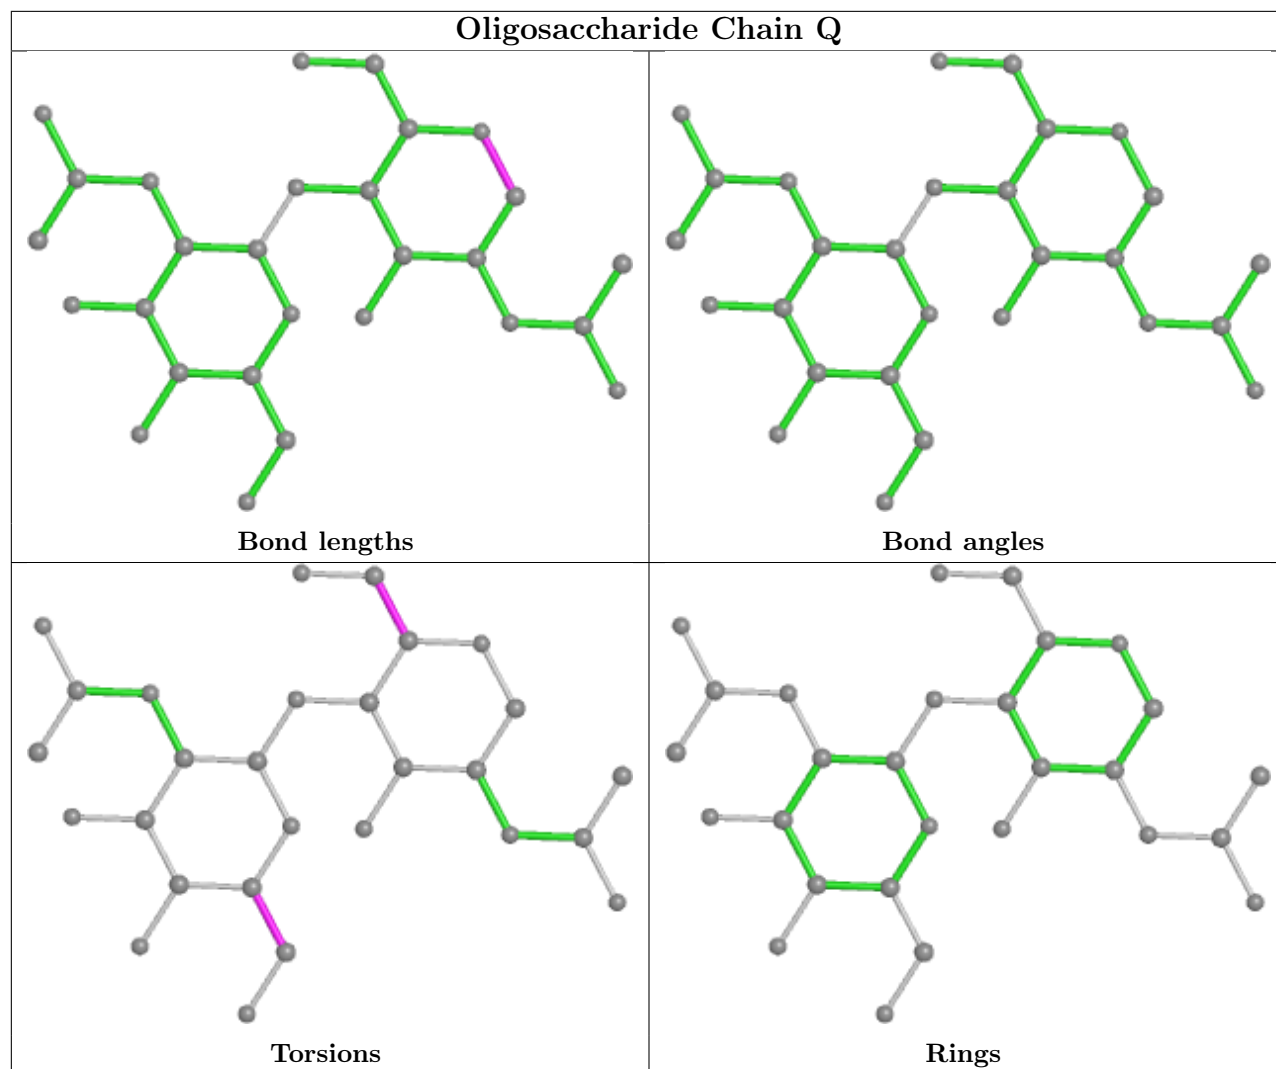 Oligosaccharide Chain Q
Bond lengths
Bond angles
Torsions
Rings